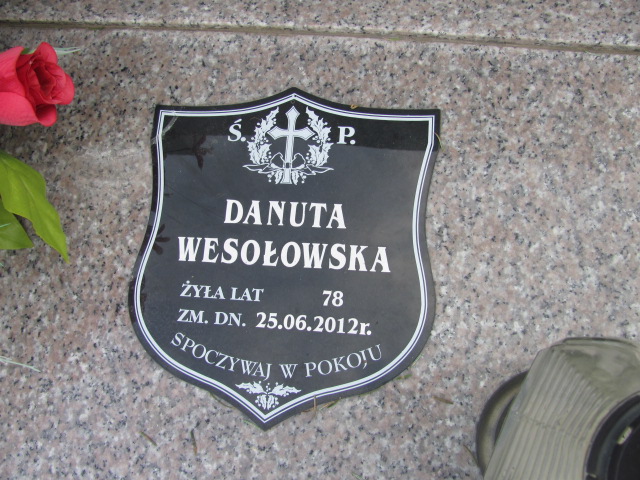 Ś. P.
DANUTA
WESOŁOWSKA
ŻYŁA LAT 78
ZM. DN. 25.06.2012r.
SPOCZYWAJ W POKOJU